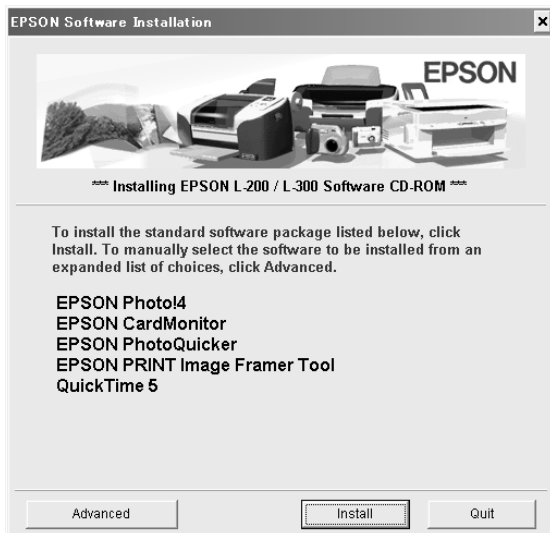 EPSON Software Installation
EPSON
*** Installing EPSON L-200 / L-300 Software CD-ROM ***
To install the standard software package listed below, click
Install. To manually select the software to be installed from an
expanded list of choices, click Advanced.
EPSON Photo!4
EPSON CardMonitor
EPSON PhotoQuicker
EPSON PRINT Image Framer Tool
QuickTime 5
Advanced Install Quit